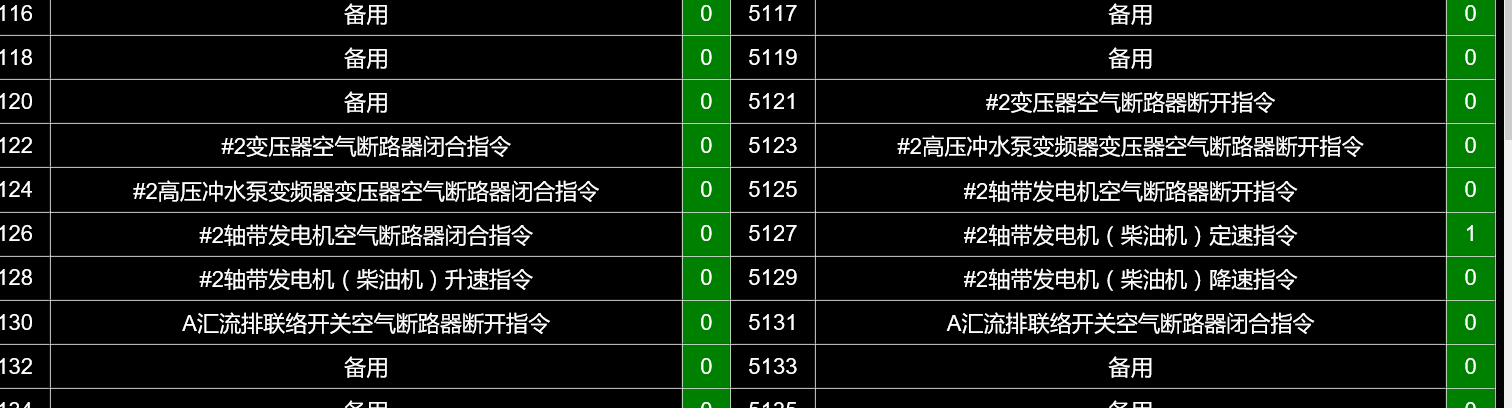 116 备用 0 5117 备用 0
118 备用 0 5119 备用 0
120 备用 0 5121 #2变压器空气断路器断开指令 0
122 #2变压器空气断路器闭合指令 0 5123 #2高压冲水泵变频器变压器空气断路器断开指令 0
124 #2高压冲水泵变频器变压器空气断路器闭合指令 0 5125 #2轴带发电机空气断路器断开指令 0
126 #2轴带发电机空气断路器闭合指令 0 5127 #2轴带发电机（柴油机）定速指令 1
128 #2轴带发电机（柴油机）升速指令 0 5129 #2轴带发电机（柴油机）降速指令 0
130 A汇流排联络开关空气断路器断开指令 0 5131 A汇流排联络开关空气断路器闭合指令 0
132 备用 0 5133 备用 0